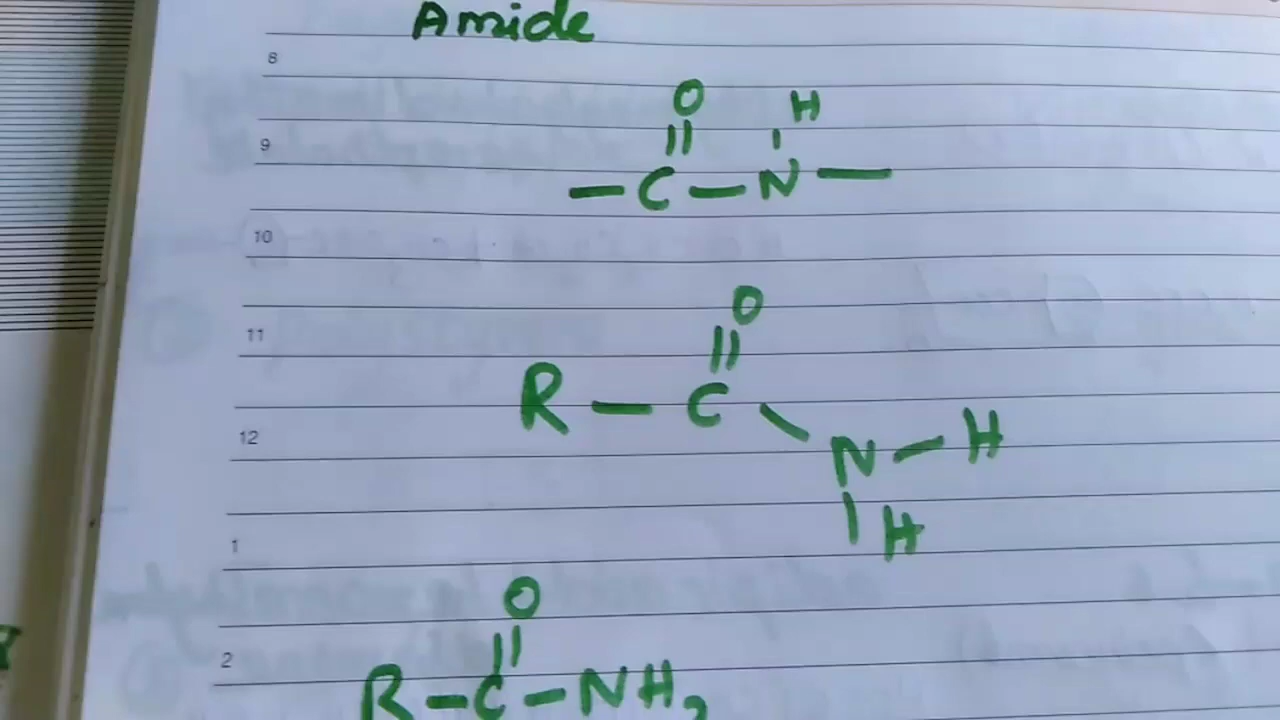 Amide
8
O H
||
9
— C — N —
10
O
11
||
R — C
12
N — H
H
1
O
2
||
R — C — NH2